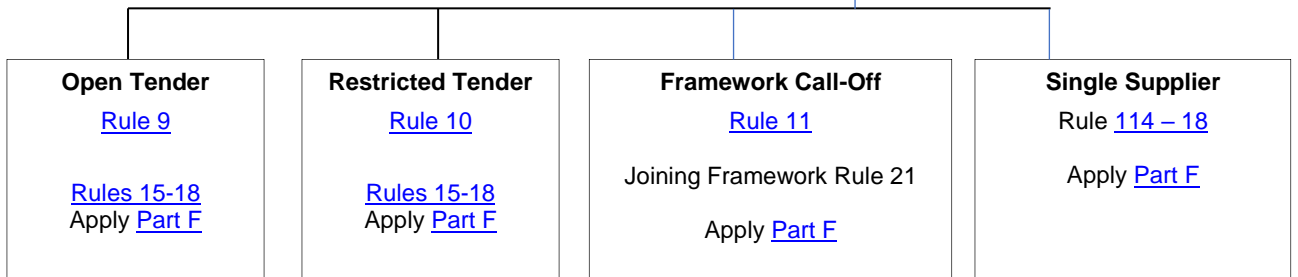 Open Tender
Rule 9
Rules 15-18
Apply Part F
Restricted Tender
Rule 10
Rules 15-18
Apply Part F
Framework Call-Off
Rule 11
Joining Framework Rule 21
Apply Part F
Single Supplier
Rule 114 – 18
Apply Part F